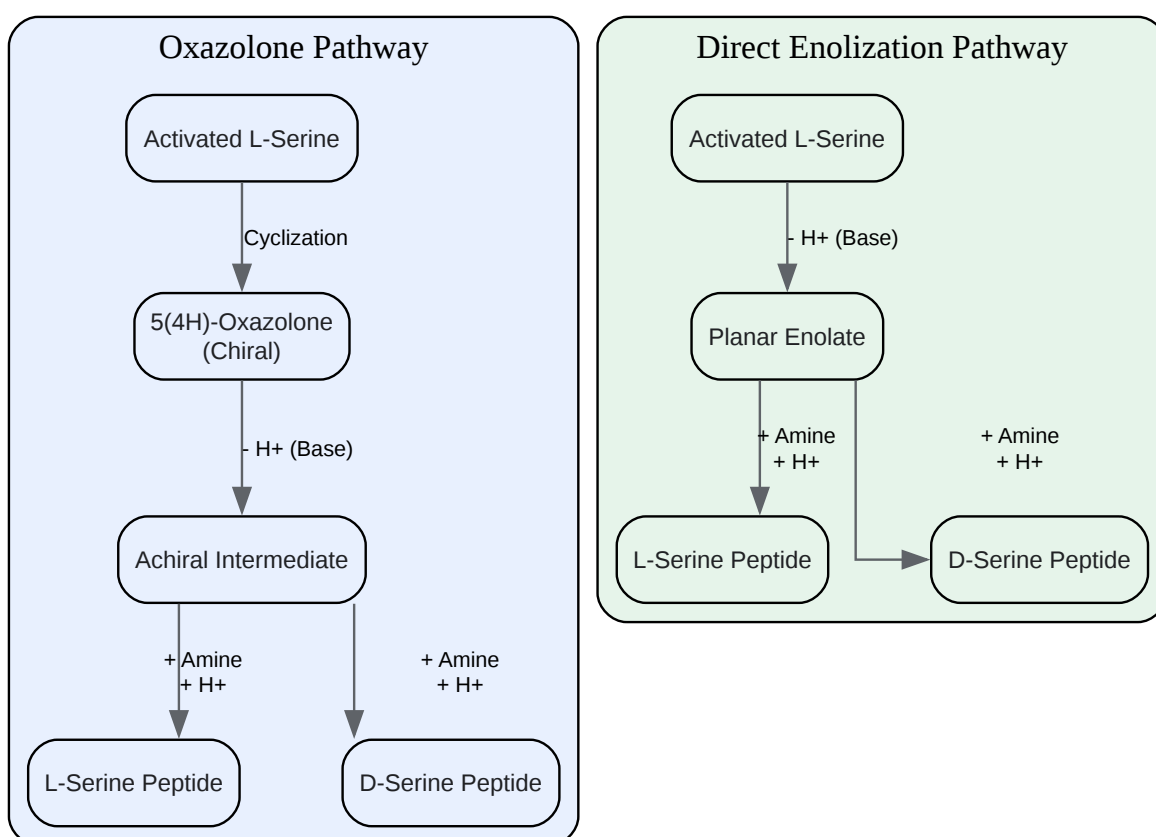 Oxazolone Pathway
Activated L-Serine
Cyclization
5(4H)-Oxazolone
(Chiral)
- H+ (Base)
Achiral Intermediate
+ Amine
+ H+
+ Amine
+ H+
L-Serine Peptide
D-Serine Peptide
Direct Enolization Pathway
Activated L-Serine
- H+ (Base)
Planar Enolate
+ Amine
+ H+
+ Amine
+ H+
L-Serine Peptide
D-Serine Peptide